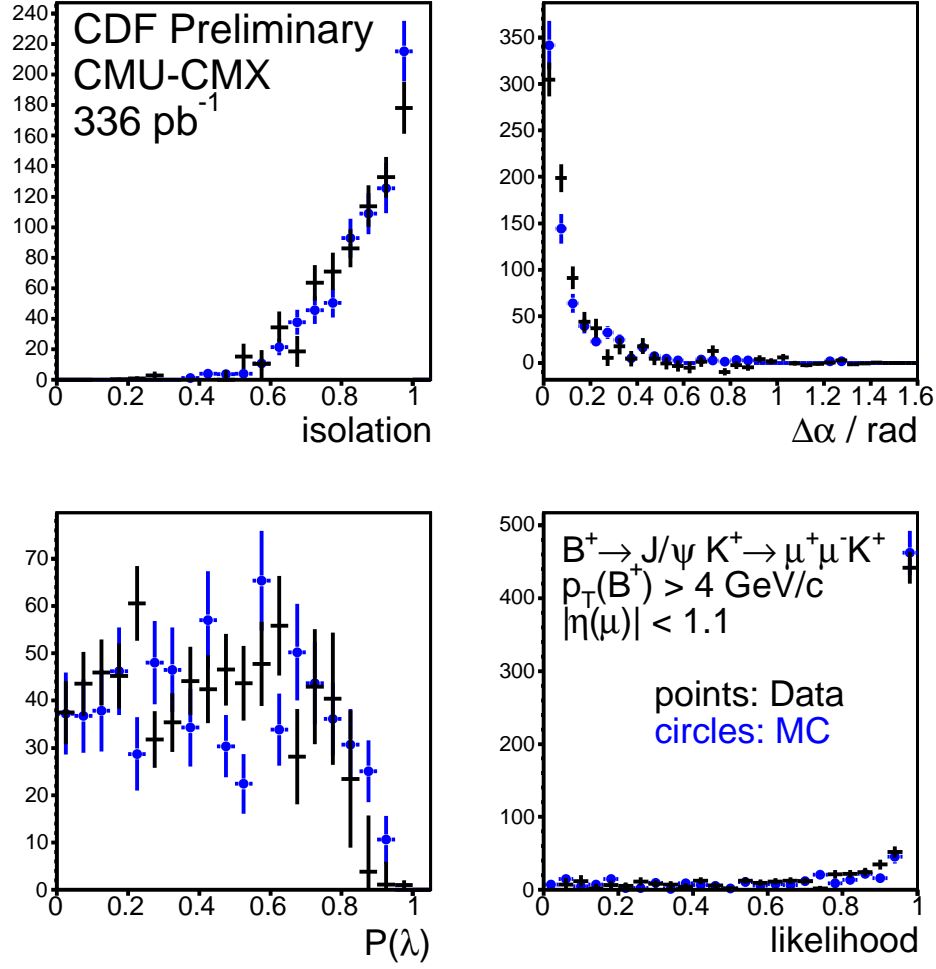 CDF Preliminary
CMU-CMX
336 pb⁻¹
240
220
200
180
160
140
120
100
80
60
40
20
0
0 0.2 0.4 0.6 0.8 1
isolation
350
300
250
200
150
100
50
0
0 0.2 0.4 0.6 0.8 1 1.2 1.4 1.6
Δα / rad
70
60
50
40
30
20
10
0
0 0.2 0.4 0.6 0.8 1
P(λ)
B⁺→ J/ψ K⁺→ μ⁺μ⁻K⁺
p_T(B⁺) > 4 GeV/c
|η(μ)| < 1.1
points: Data
circles: MC
500
400
300
200
100
0
0 0.2 0.4 0.6 0.8 1
likelihood